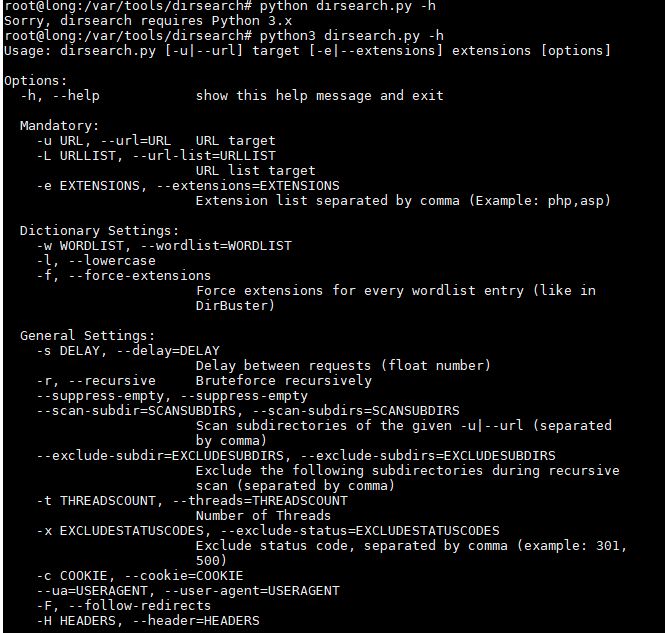 root@long:/var/tools/dirsearch# python dirsearch.py -h
Sorry, dirsearch requires Python 3.x
root@long:/var/tools/dirsearch# python3 dirsearch.py -h
Usage: dirsearch.py [-u|--url] target [-e|--extensions] extensions [options]

Options:
  -h, --help            show this help message and exit

  Mandatory:
    -u URL, --url=URL   URL target
    -L URLLIST, --url-list=URLLIST
                        URL list target
    -e EXTENSIONS, --extensions=EXTENSIONS
                        Extension list separated by comma (Example: php,asp)

  Dictionary Settings:
    -w WORDLIST, --wordlist=WORDLIST
    -l, --lowercase
    -f, --force-extensions
                        Force extensions for every wordlist entry (like in
                        DirBuster)

  General Settings:
    -s DELAY, --delay=DELAY
                        Delay between requests (float number)
    -r, --recursive     Bruteforce recursively
    --suppress-empty, --suppress-empty
    --scan-subdir=SCANSUBDIRS, --scan-subdirs=SCANSUBDIRS
                        Scan subdirectories of the given -u|--url (separated
                        by comma)
    --exclude-subdir=EXCLUDESUBDIRS, --exclude-subdirs=EXCLUDESUBDIRS
                        Exclude the following subdirectories during recursive
                        scan (separated by comma)
    -t THREADSCOUNT, --threads=THREADSCOUNT
                        Number of Threads
    -x EXCLUDESTATUSCODES, --exclude-status=EXCLUDESTATUSCODES
                        Exclude status code, separated by comma (example: 301,
                        500)
    -c COOKIE, --cookie=COOKIE
    --ua=USERAGENT, --user-agent=USERAGENT
    -F, --follow-redirects
    -H HEADERS, --header=HEADERS